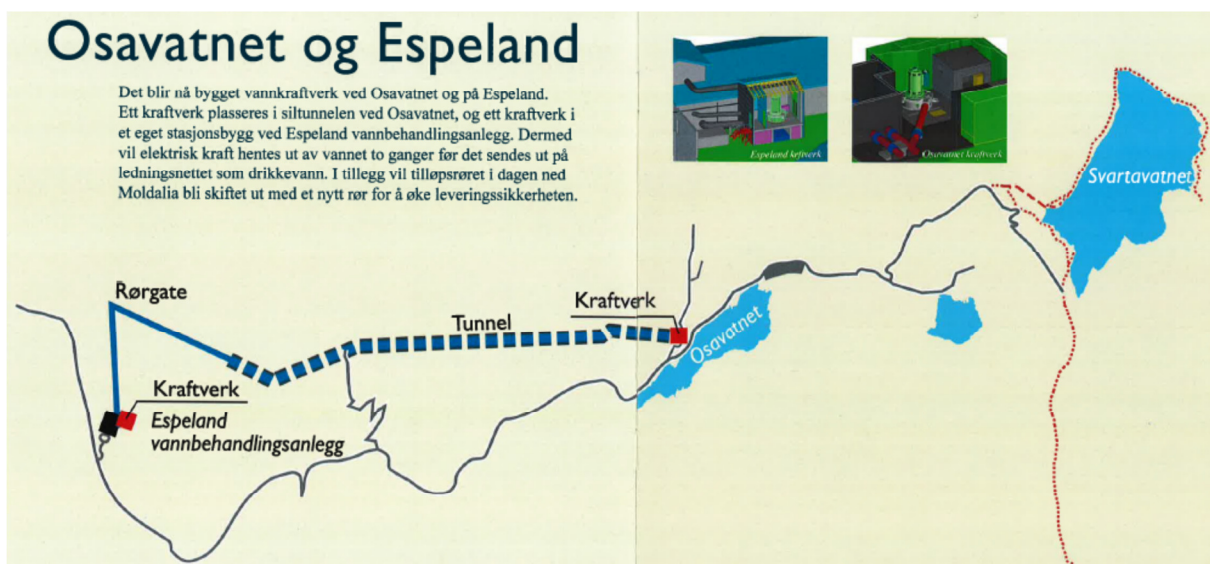 Osavatnet og Espeland
Det blir nå bygget vannkraftverk ved Osavatnet og på Espeland.
Ett kraftverk plasseres i siltunnelen ved Osavatnet, og ett kraftverk i
et eget stasjonsbygg ved Espeland vannbehandlingsanlegg. Dermed
vil elektrisk kraft hentes ut av vannet to ganger før det sendes ut på
ledningsnettet som drikkevann. I tillegg vil tilløpsrøret i dagen ned
Moldalia bli skiftet ut med et nytt rør for å øke leveringssikkerheten.
Espeland krftverk
Osavatnet kraftverk
Svartavatnet
Rørgate
Kraftverk
Tunnel
Osavatnet
Kraftverk
Espeland
vannbehandlingsanlegg